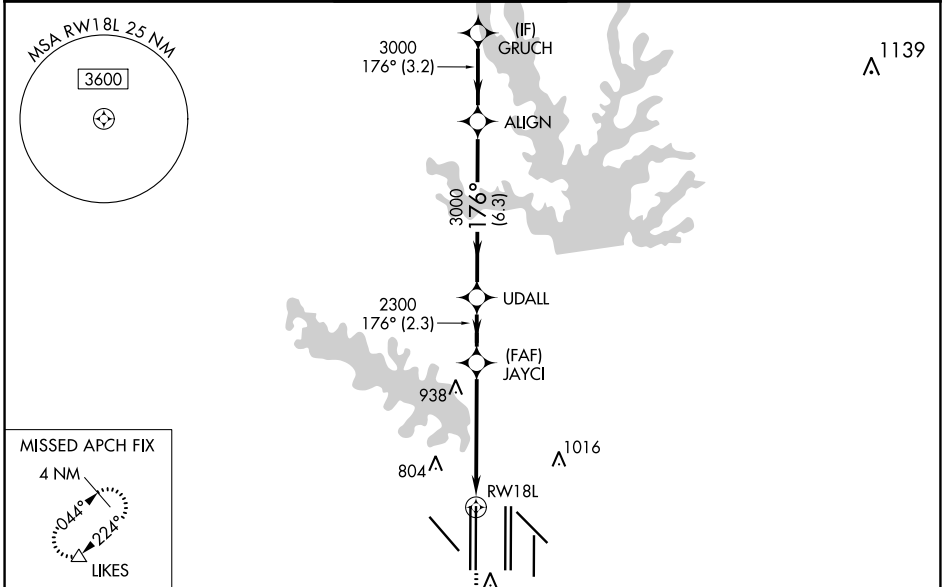 MSA RW18L 25 NM
3600
(IF)
GRUCH
3000
176° (3.2)
1139
ALIGN
3000
176°
(6.3)
UDALL
2300
176° (2.3)
(FAF)
JAYCI
938
804
1016
RW18L
MISSED APCH FIX
4 NM
044°
224°
LIKES